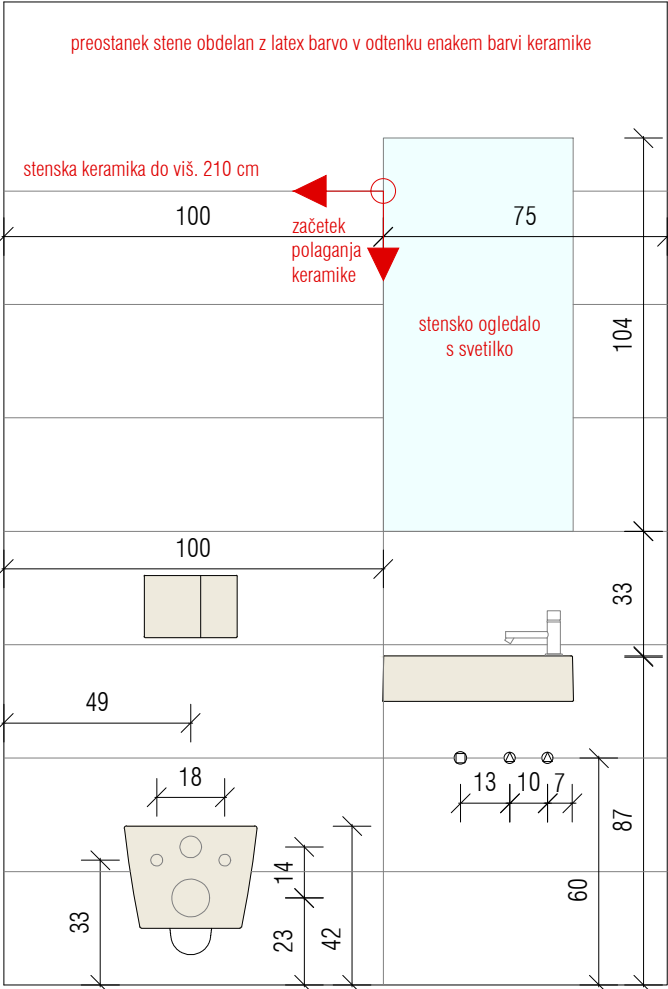 preostanek stene obdelan z latex barvo v odtenku enakem barvi keramike
stenska keramika do viš. 210 cm
100
75
začetek
polaganja
keramike
stensko ogledalo
s svetilko
104
100
33
49
18
13
10
7
87
14
60
33
23
42